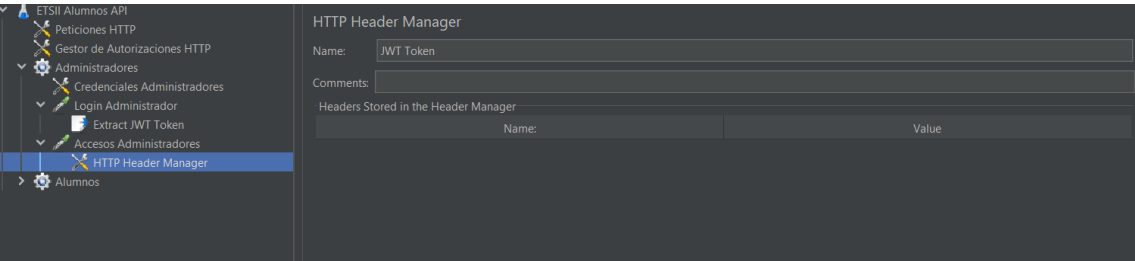 ETSII Alumnos API
Peticiones HTTP
Gestor de Autorizaciones HTTP
Administradores
Credenciales Administradores
Login Administrador
Extract JWT Token
Accesos Administradores
HTTP Header Manager
Alumnos
HTTP Header Manager
Name: JWT Token
Comments:
Headers Stored in the Header Manager
Name: Value